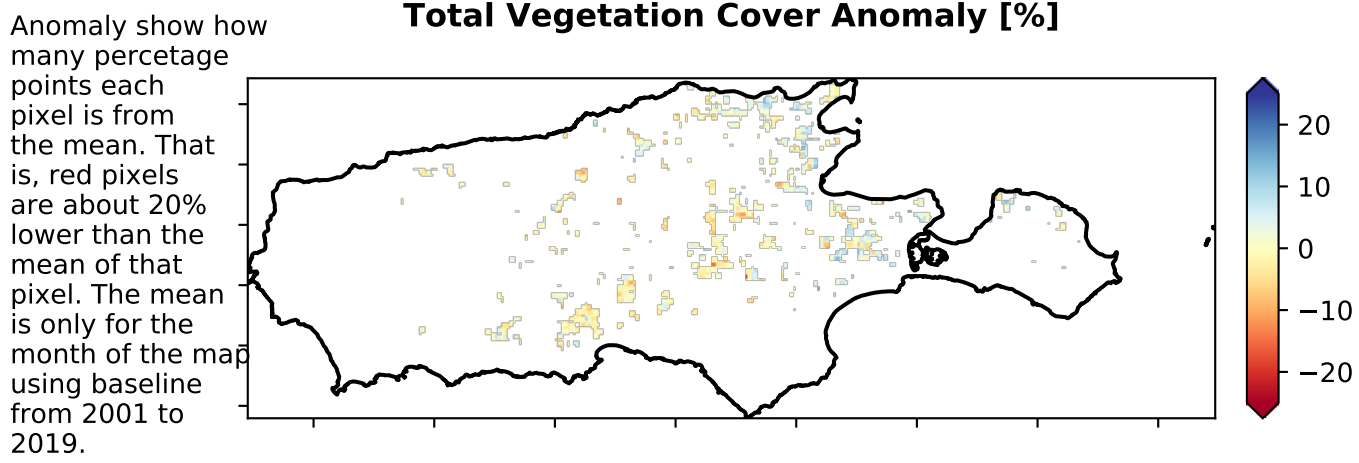 Total Vegetation Cover Anomaly [%]
Anomaly show how
many percetage
points each
pixel is from
the mean. That
is, red pixels
are about 20%
lower than the
mean of that
pixel. The mean
is only for the
month of the map
using baseline
from 2001 to
2019.
20
10
0
−10
−20